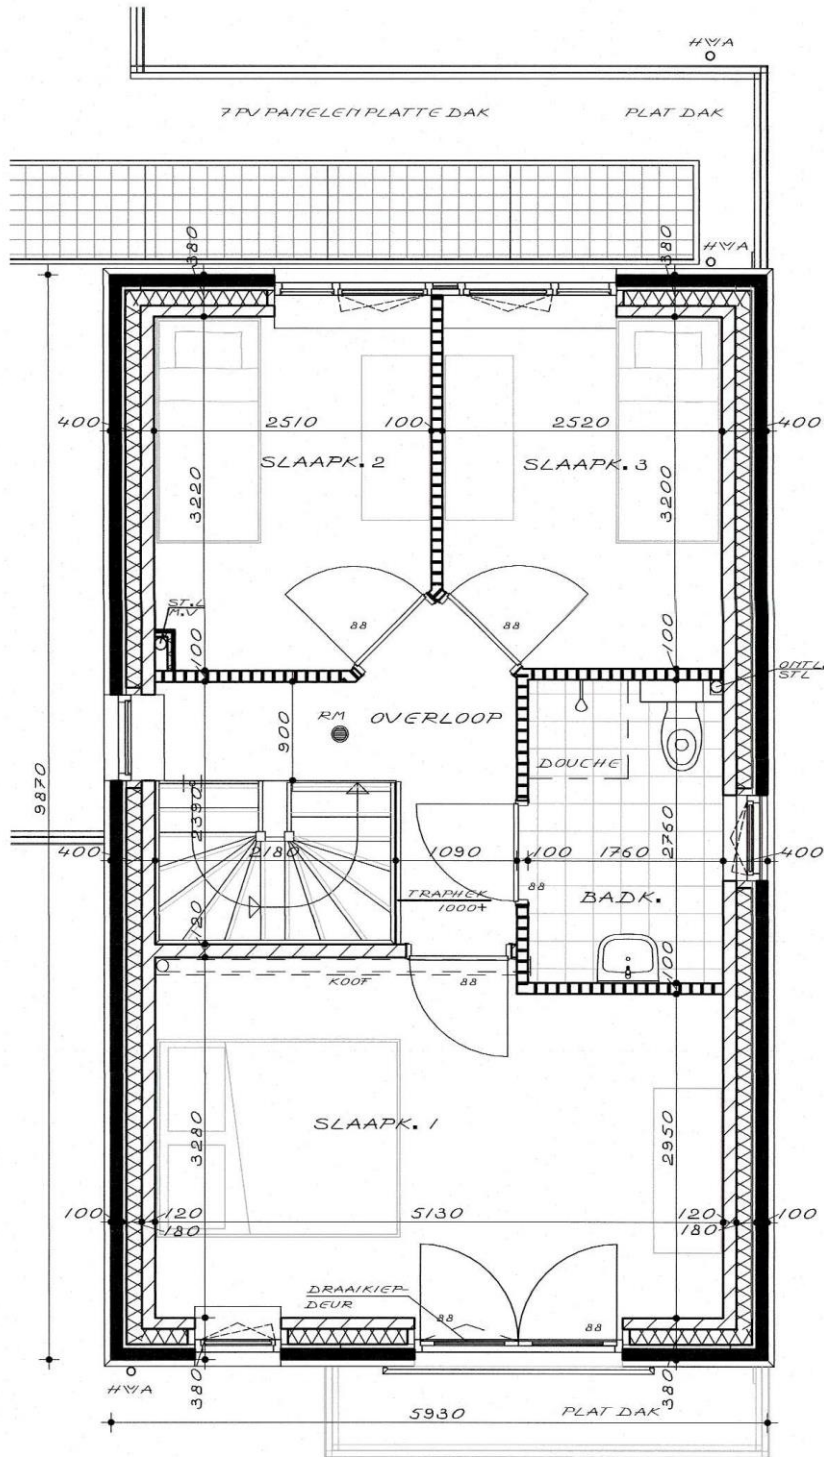 HWA
7 PV PANELEN PLATTE DAK
PLAT DAK
HWA
380
380
400
2510
100
2520
400
SLAAPK. 2
SLAAPK. 3
3220
3200
88
88
ST.L
M.V
100
100
ONTL.
STL
RM
OVERLOOP
900
DOUCHE
9870
2390
2760
400
2180
1090
100
1760
400
TRAPHEK
1000+
88
BADK.
120
100
KOOF
88
SLAAPK. 1
3280
2950
100
120
180
5130
120
180
100
DRAAIKIEP-
DEUR
88
88
380
380
HWA
5930
PLAT DAK